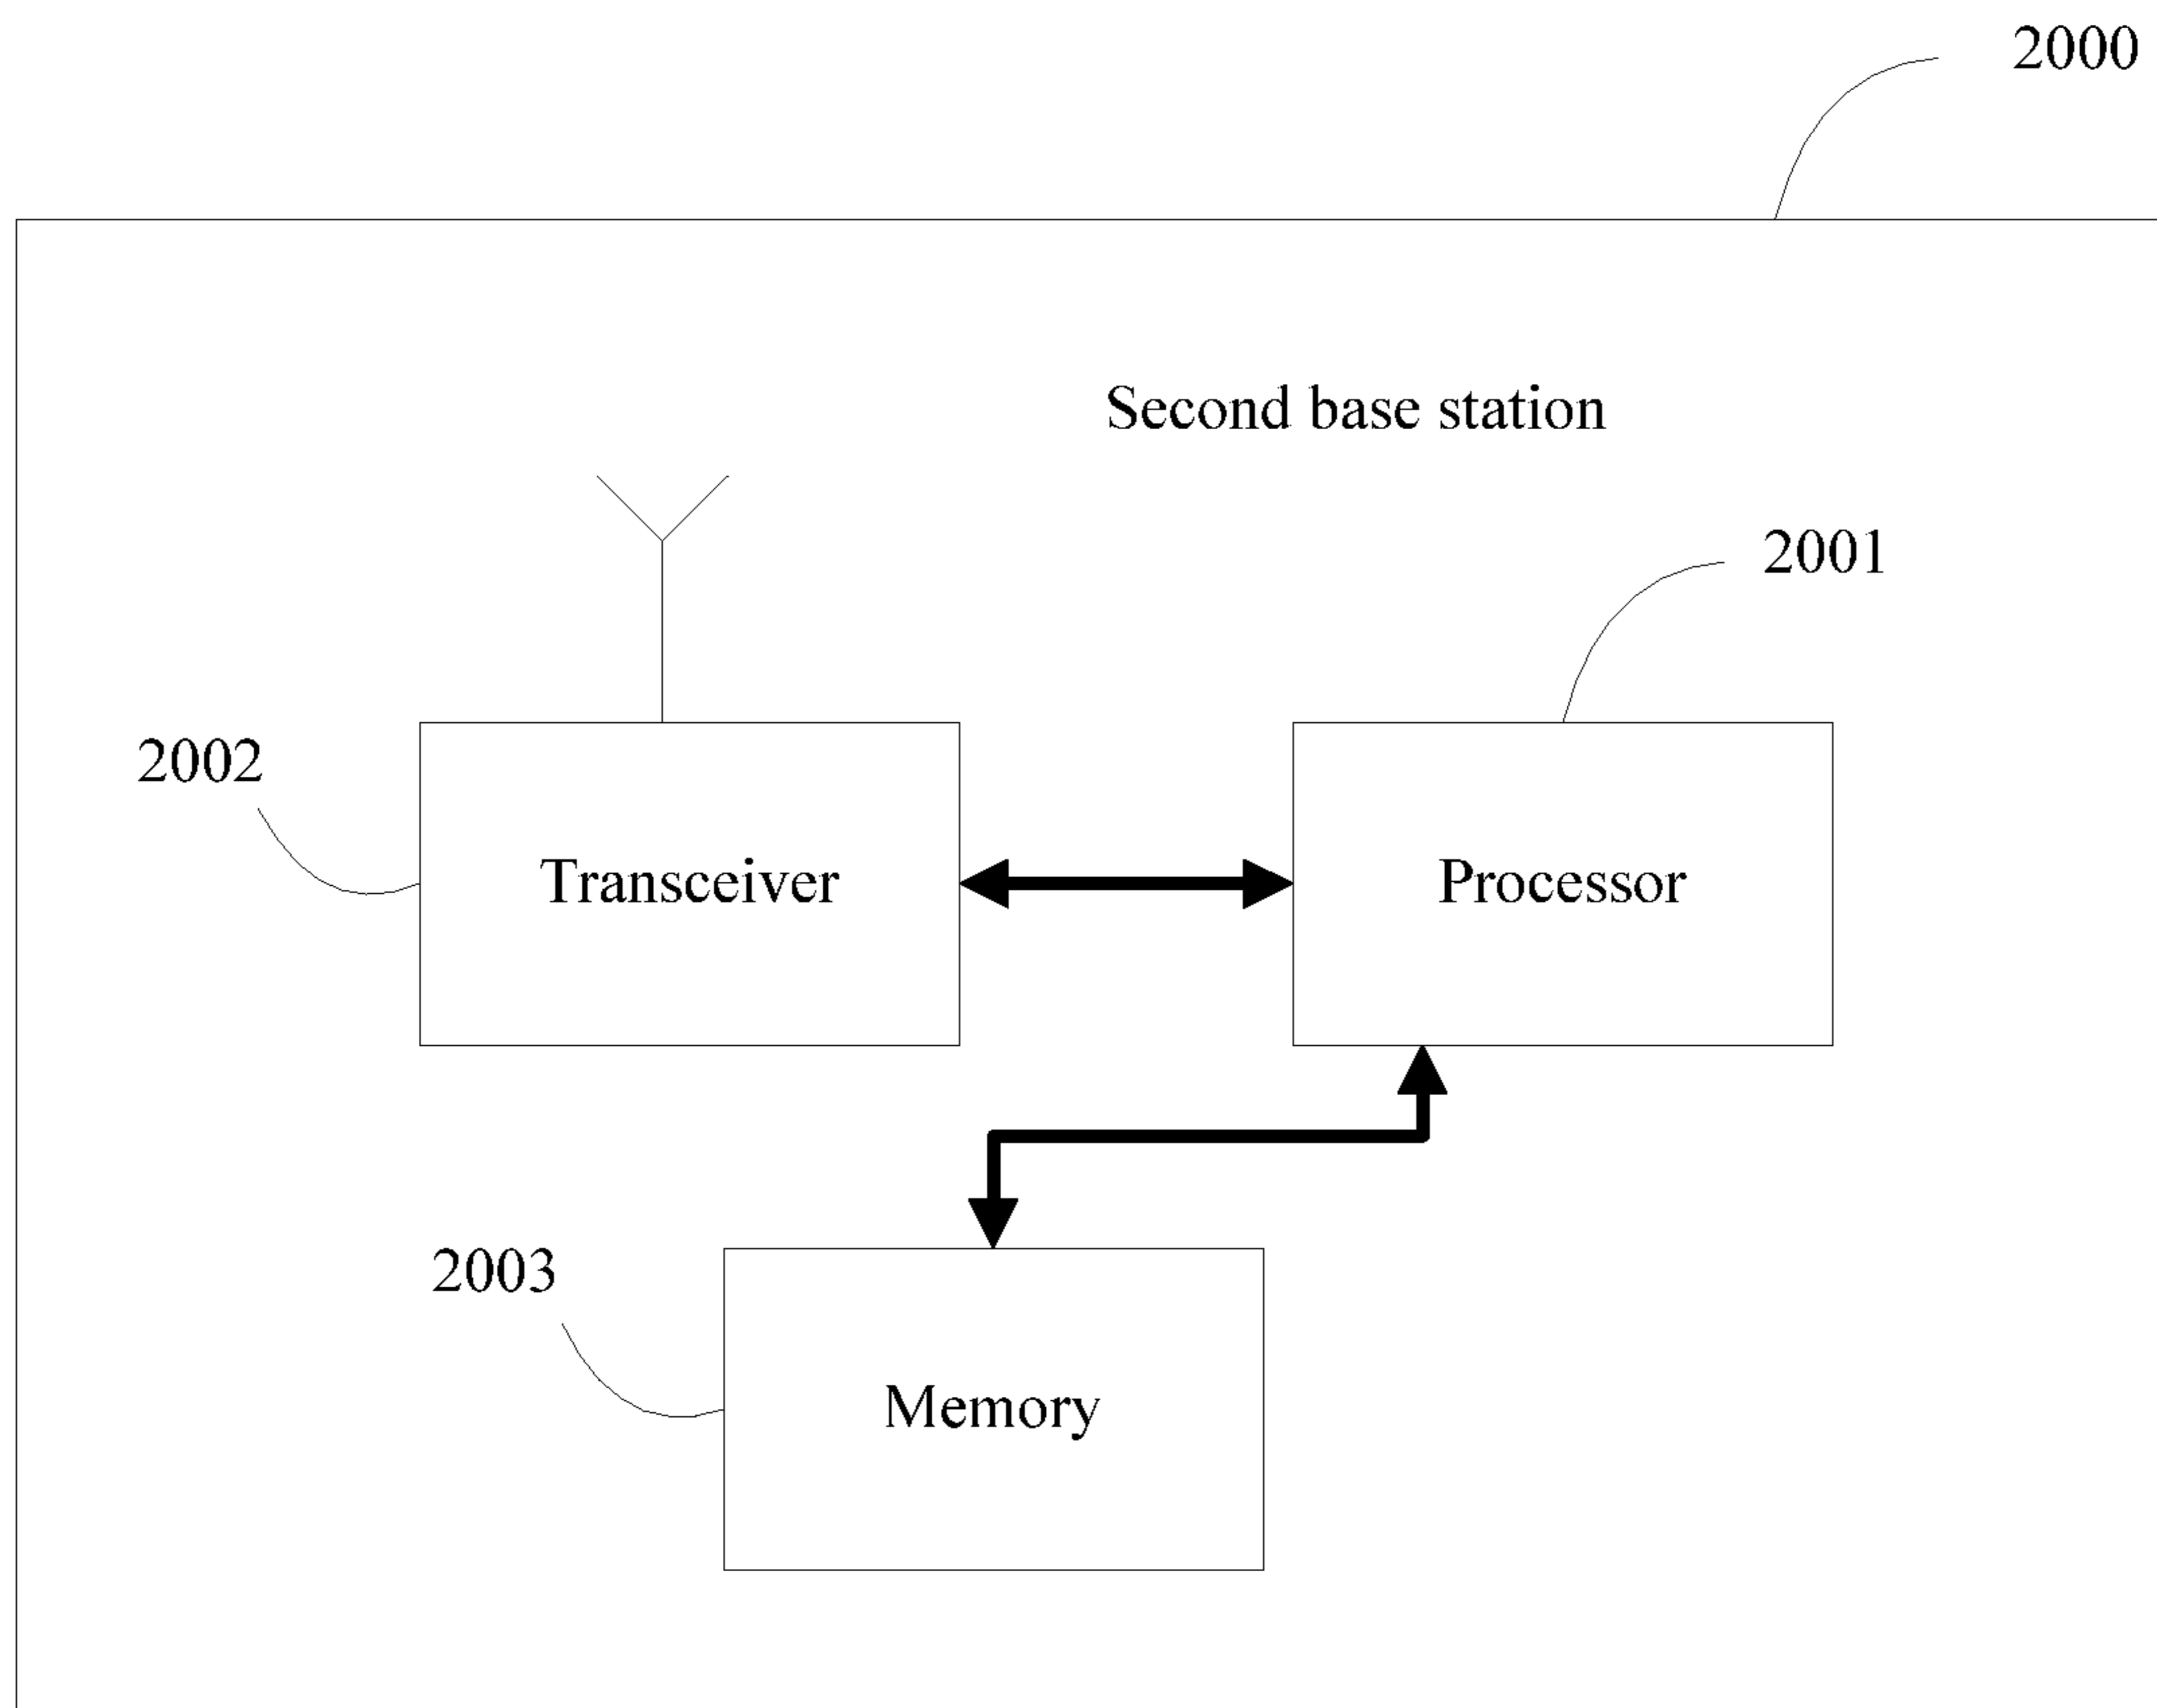 2000
Second base station
2001
2002
Transceiver
Processor
2003
Memory